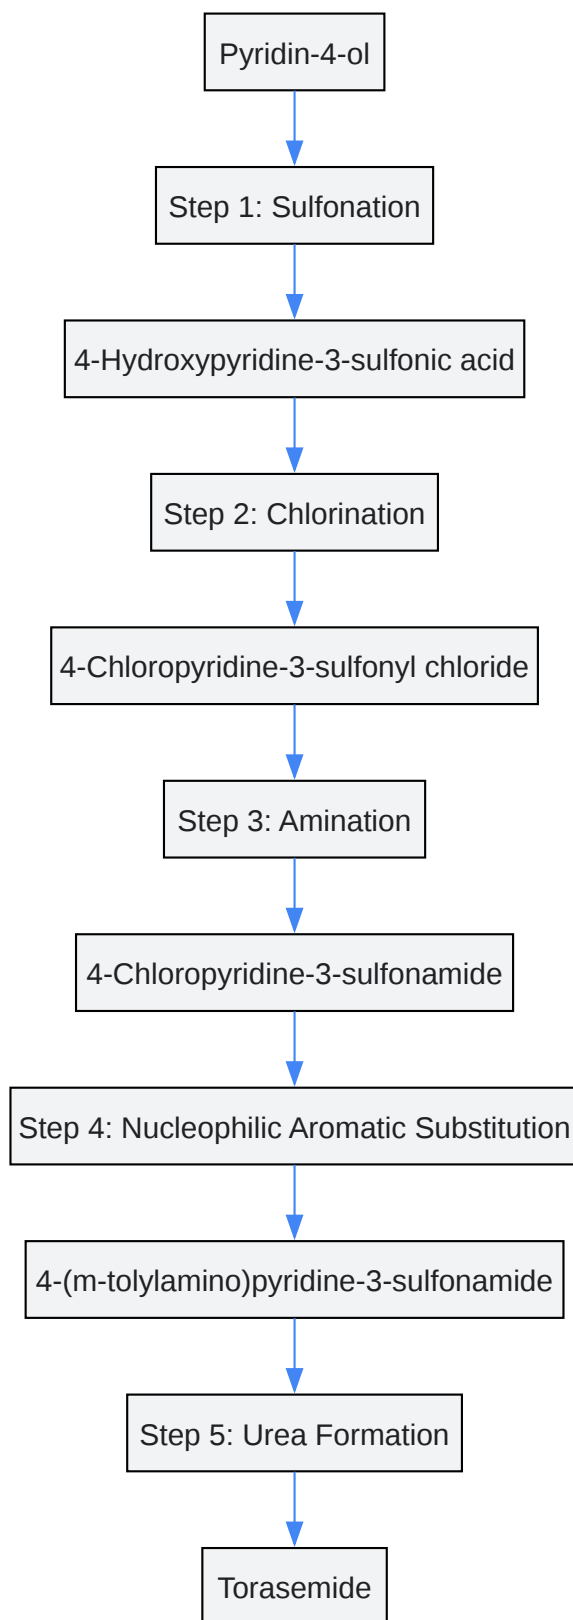 Pyridin-4-ol
Step 1: Sulfonation
4-Hydroxypyridine-3-sulfonic acid
Step 2: Chlorination
4-Chloropyridine-3-sulfonyl chloride
Step 3: Amination
4-Chloropyridine-3-sulfonamide
Step 4: Nucleophilic Aromatic Substitution
4-(m-tolylamino)pyridine-3-sulfonamide
Step 5: Urea Formation
Torasemide